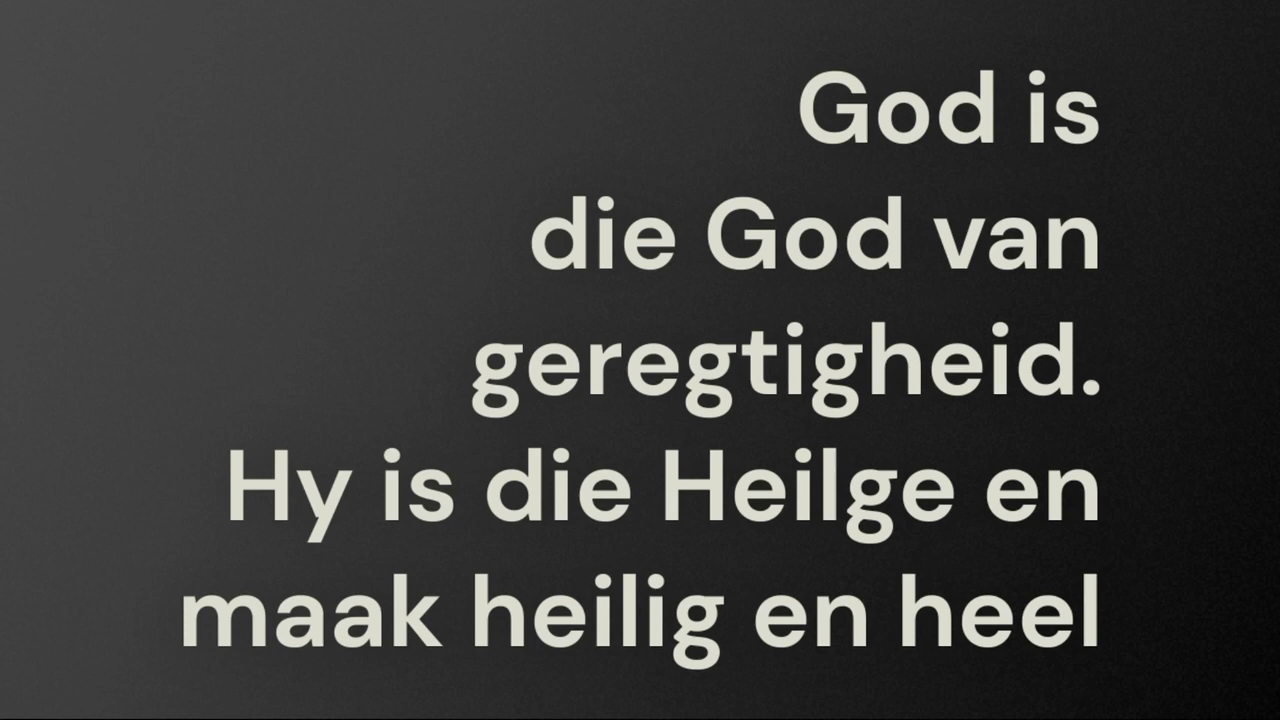 God is
die God van
geregtigheid.
Hy is die Heilge en
maak heilig en heel